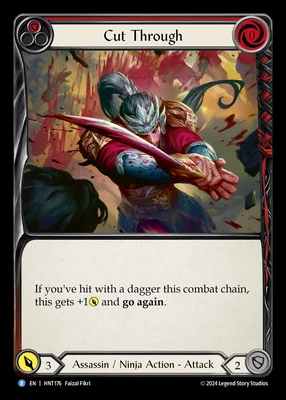 Cut Through
If you've hit with a dagger this combat chain,
this gets +1 and go again.
3 Assassin / Ninja Action - Attack 2
R EN | HNT176 Faizal Fikri © 2024 Legend Story Studios